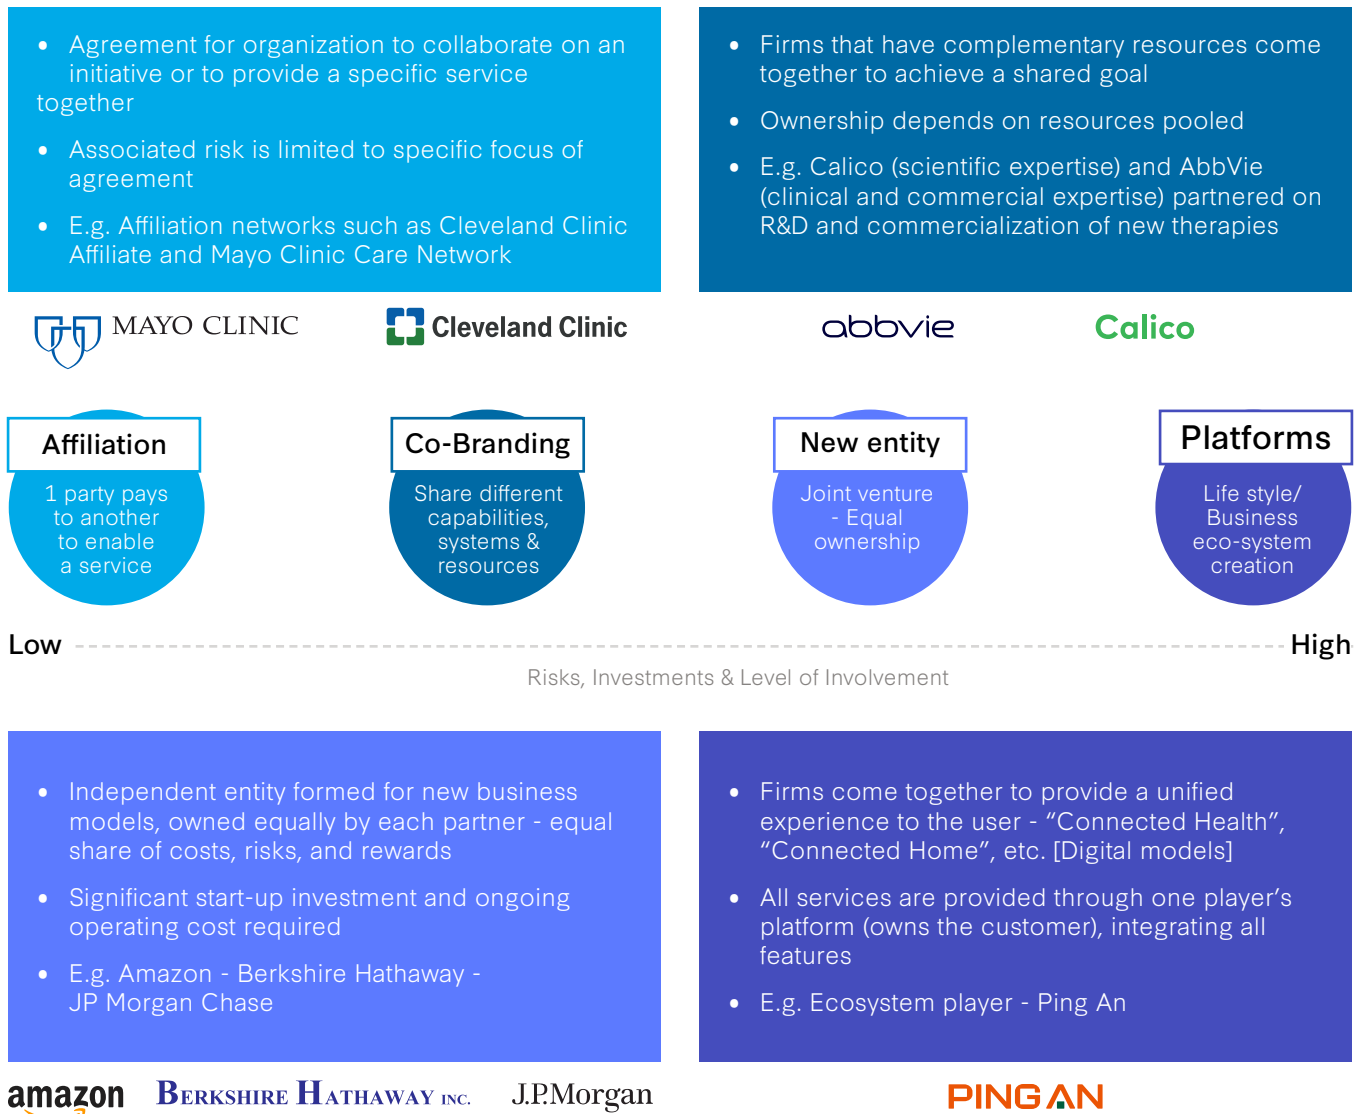 • Agreement for organization to collaborate on an
initiative or to provide a specific service
together
• Associated risk is limited to specific focus of
agreement
• E.g. Affiliation networks such as Cleveland Clinic
Affiliate and Mayo Clinic Care Network
• Firms that have complementary resources come
together to achieve a shared goal
• Ownership depends on resources pooled
• E.g. Calico (scientific expertise) and AbbVie
(clinical and commercial expertise) partnered on
R&D and commercialization of new therapies
MAYO CLINIC
Cleveland Clinic
abbvie
Calico
Affiliation
1 party pays
to another
to enable
a service
Co-Branding
Share different
capabilities,
systems &
resources
New entity
Joint venture
- Equal
ownership
Platforms
Life style/
Business
eco-system
creation
Low
High
Risks, Investments & Level of Involvement
• Independent entity formed for new business
models, owned equally by each partner - equal
share of costs, risks, and rewards
• Significant start-up investment and ongoing
operating cost required
• E.g. Amazon - Berkshire Hathaway -
JP Morgan Chase
• Firms come together to provide a unified
experience to the user - “Connected Health”,
“Connected Home”, etc. [Digital models]
• All services are provided through one player’s
platform (owns the customer), integrating all
features
• E.g. Ecosystem player - Ping An
amazon
BERKSHIRE HATHAWAY INC.
J.P.Morgan
PING AN